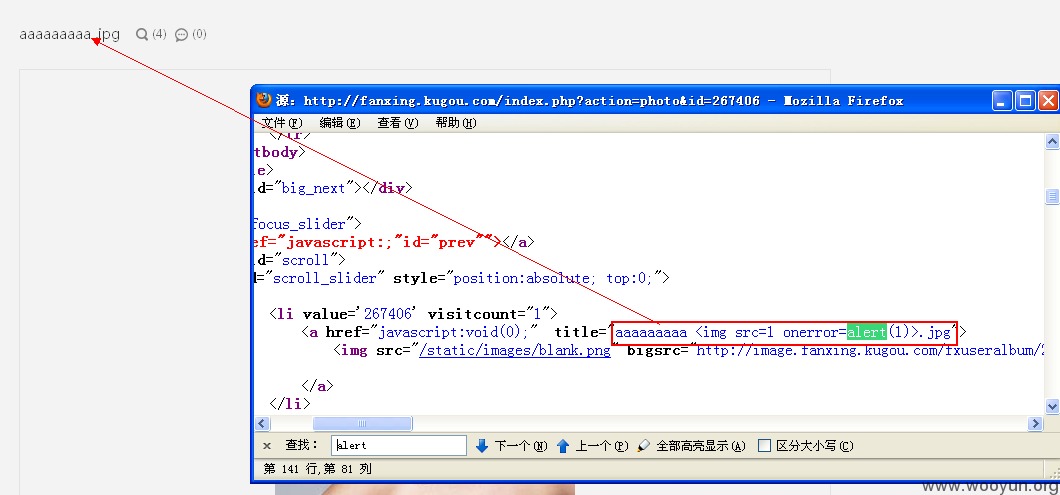 aaaaaaaaa .jpg (4) (0)
源: http://fanxing.kugou.com/index.php?action=photo&id=267406 - Mozilla Firefox
文件(F) 编辑(E) 查看(V) 帮助(H)
</tr>
tbody>
le>
id="big_next"></div>
focus_slider">
ef="javascript:;"id="prev""></a>
id="scroll">
d="scroll_slider" style="position:absolute; top:0;">
<li value='267406' visitcount="1">
<a href="javascript:void(0);" title="aaaaaaaaa <img src=1 onerror=alert(1)>.jpg">
<img src="/static/images/blank.png" bigsrc="http://image.fanxing.kugou.com/fxuseralbum/2
</a>
</li>
× 查找: alert 下一个(N) 上一个(P) 全部高亮显示(A) 区分大小写(C)
第 141 行,第 81 列
www.wooyun.org